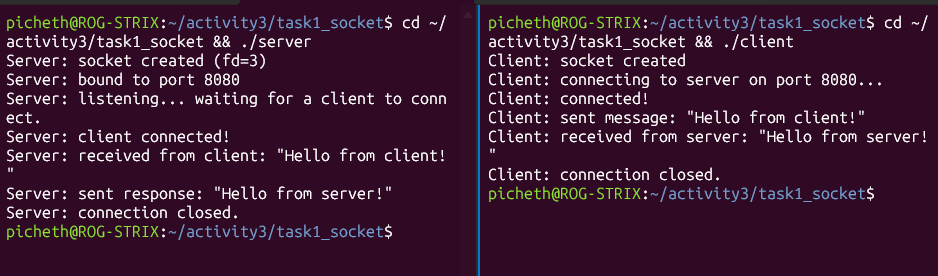 picheth@ROG-STRIX:~/activity3/task1_socket$ cd ~/
activity3/task1_socket && ./server
Server: socket created (fd=3)
Server: bound to port 8080
Server: listening... waiting for a client to conn
ect.
Server: client connected!
Server: received from client: "Hello from client!
"
Server: sent response: "Hello from server!"
Server: connection closed.
picheth@ROG-STRIX:~/activity3/task1_socket$
picheth@ROG-STRIX:~/activity3/task1_socket$ cd ~/
activity3/task1_socket && ./client
Client: socket created
Client: connecting to server on port 8080...
Client: connected!
Client: sent message: "Hello from client!"
Client: received from server: "Hello from server!
"
Client: connection closed.
picheth@ROG-STRIX:~/activity3/task1_socket$